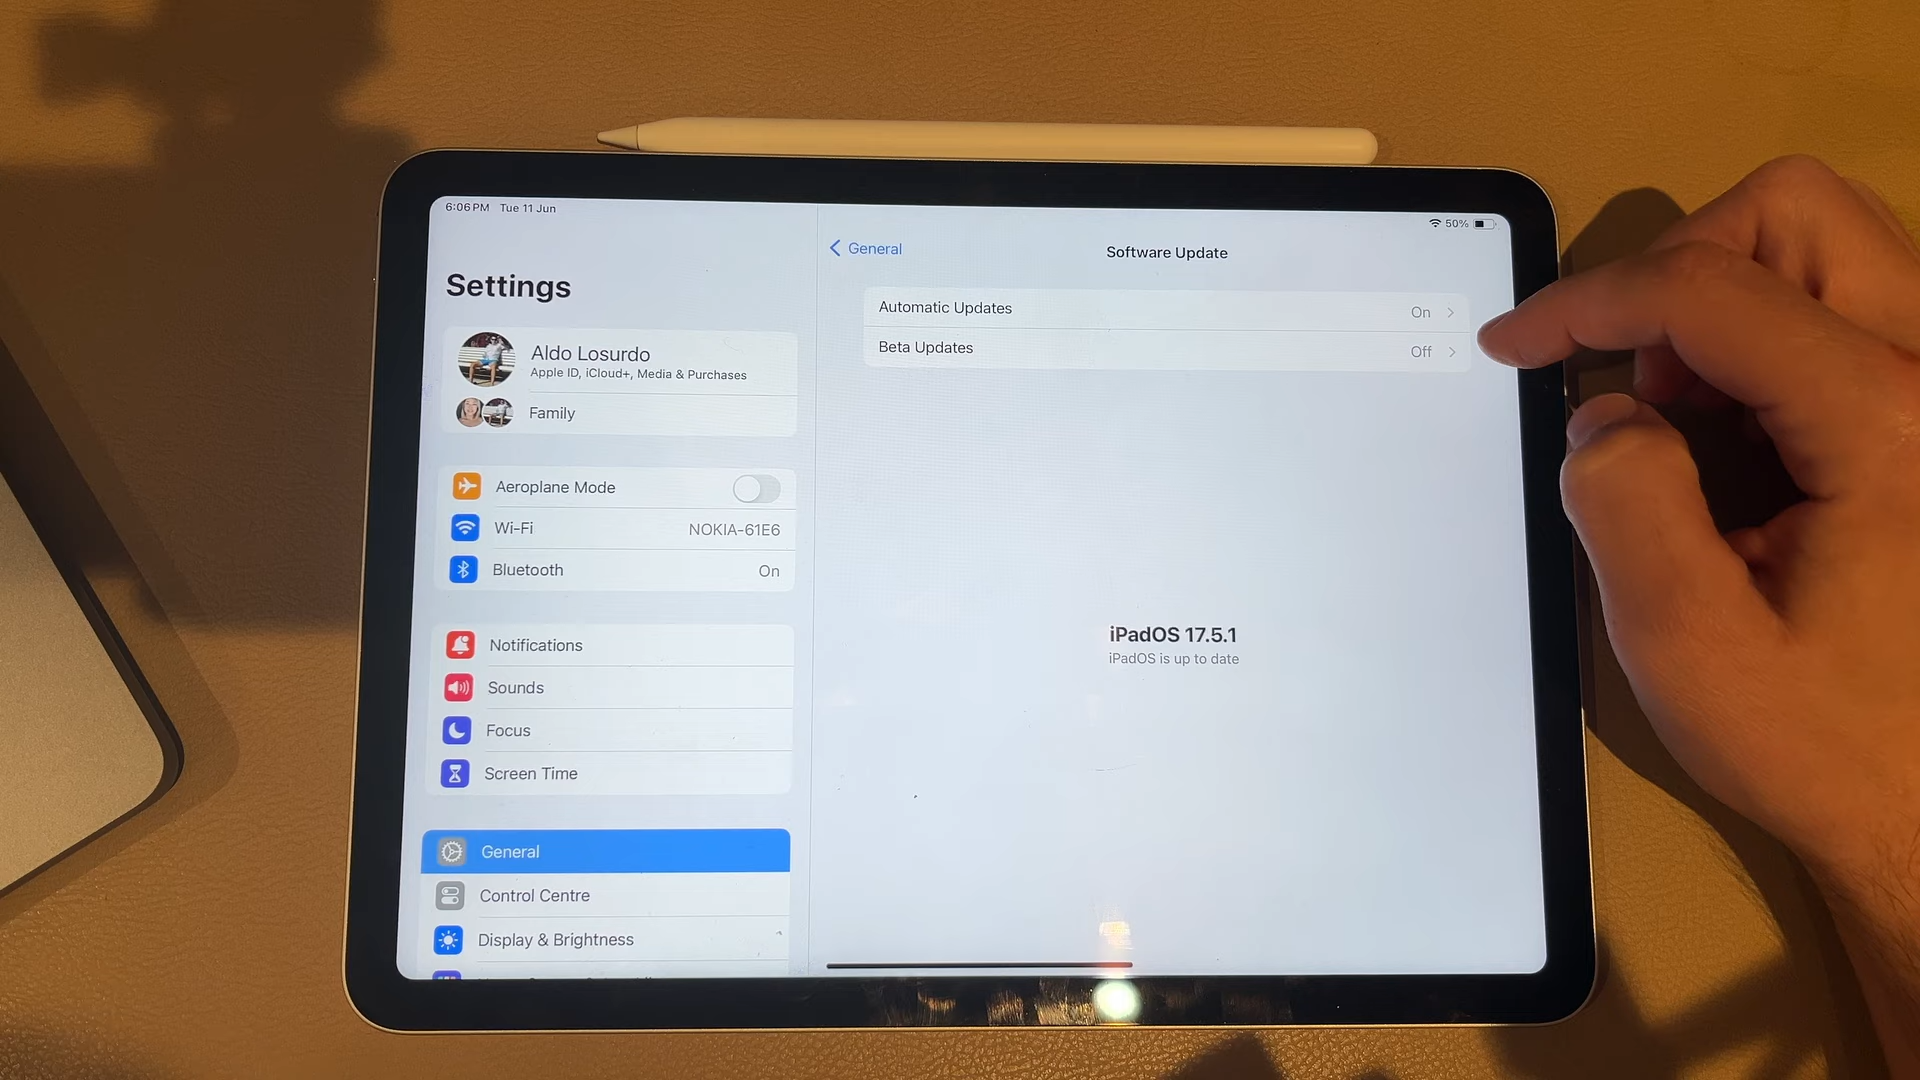 6:06 PM Tue 11 Jun
50%
Settings
Aldo Losurdo
Apple ID, iCloud+, Media & Purchases
Family
Aeroplane Mode
Wi-Fi NOKIA-61E6
Bluetooth On
Notifications
Sounds
Focus
Screen Time
General
Control Centre
Display & Brightness
General
Software Update
Automatic Updates On
Beta Updates Off
iPadOS 17.5.1
iPadOS is up to date